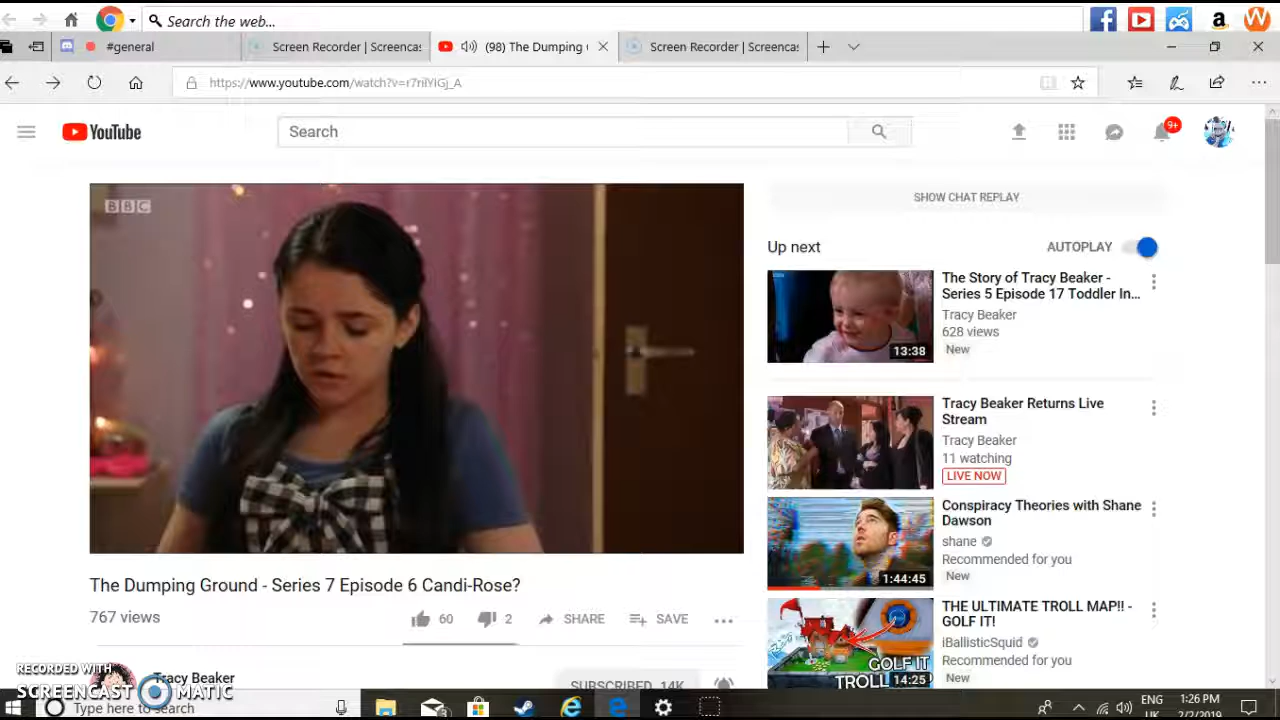 Search the web...
#general
Screen Recorder | Screencas
(98) The Dumping
Screen Recorder | Screencas
https://www.youtube.com/watch?v=r7rilYIGj_A
YouTube
Search
9+
BBC
SHOW CHAT REPLAY
Up next
AUTOPLAY
The Story of Tracy Beaker -
Series 5 Episode 17 Toddler In...
Tracy Beaker
628 views
New
13:38
Tracy Beaker Returns Live
Stream
Tracy Beaker
11 watching
LIVE NOW
Conspiracy Theories with Shane
Dawson
shane
Recommended for you
New
1:44:45
THE ULTIMATE TROLL MAP!! -
GOLF IT!
iBallisticSquid
Recommended for you
New
GOLF IT
TROLL
14:25
The Dumping Ground - Series 7 Episode 6 Candi-Rose?
767 views
60
2
SHARE
SAVE
Tracy Beaker
SUBSCRIBED 14K
RECORDED WITH
SCREENCAST MATIC
Type here to search
ENG
UK
1:26 PM
2/2/2019